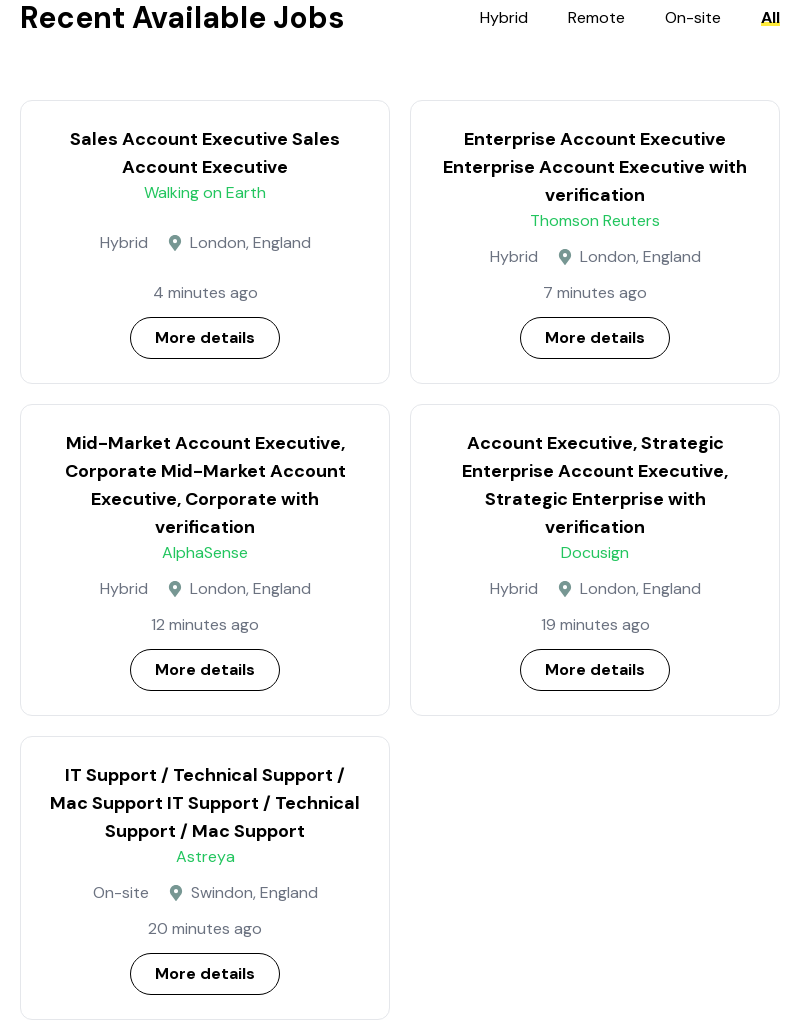 Recent Available Jobs
Hybrid Remote On-site All
Sales Account Executive Sales
Account Executive
Walking on Earth
Hybrid London, England
4 minutes ago
More details
Enterprise Account Executive
Enterprise Account Executive with
verification
Thomson Reuters
Hybrid London, England
7 minutes ago
More details
Mid-Market Account Executive,
Corporate Mid-Market Account
Executive, Corporate with
verification
AlphaSense
Hybrid London, England
12 minutes ago
More details
Account Executive, Strategic
Enterprise Account Executive,
Strategic Enterprise with
verification
Docusign
Hybrid London, England
19 minutes ago
More details
IT Support / Technical Support /
Mac Support IT Support / Technical
Support / Mac Support
Astreya
On-site Swindon, England
20 minutes ago
More details